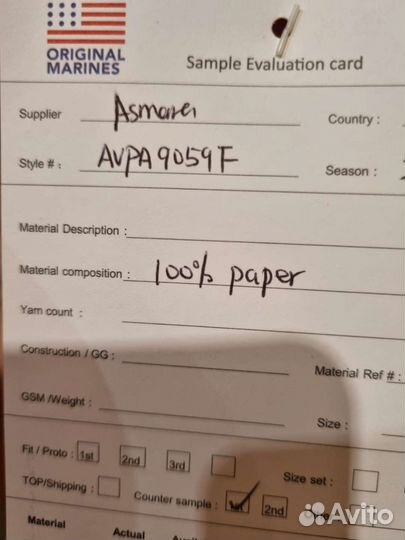 ORIGINAL
MARINES
Sample Evaluation card
Supplier
Country :
Style # : AVPA9059F
Season :
Material Description :
Material composition : 100% paper
Yarn count :
Construction / GG :
Material Ref # :
GSM /Weight :
Size :
Fit / Proto : 1st 2nd 3rd
Size set :
TOP/Shipping :
Counter sample : 1st 2nd
Material Actual
Avito